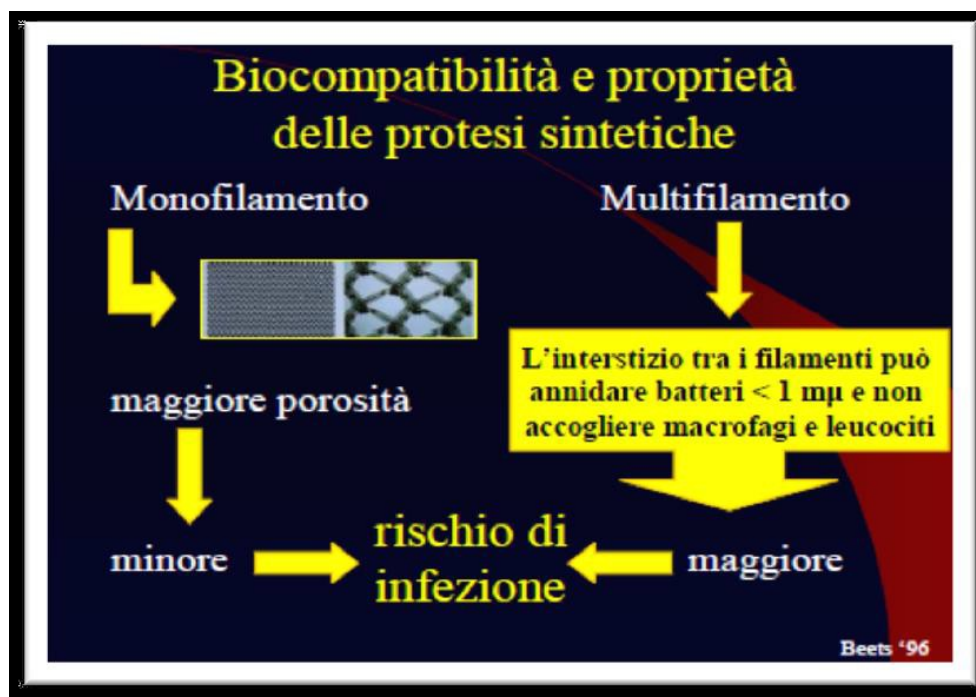 Biocompatibilità e proprietà
delle protesi sintetiche
Monofilamento
Multifilamento
L’interstizio tra i filamenti può
annidare batteri < 1 mµ e non
accogliere macrofagi e leucociti
maggiore porosità
minore
rischio di
infezione
maggiore
Beets ‘96